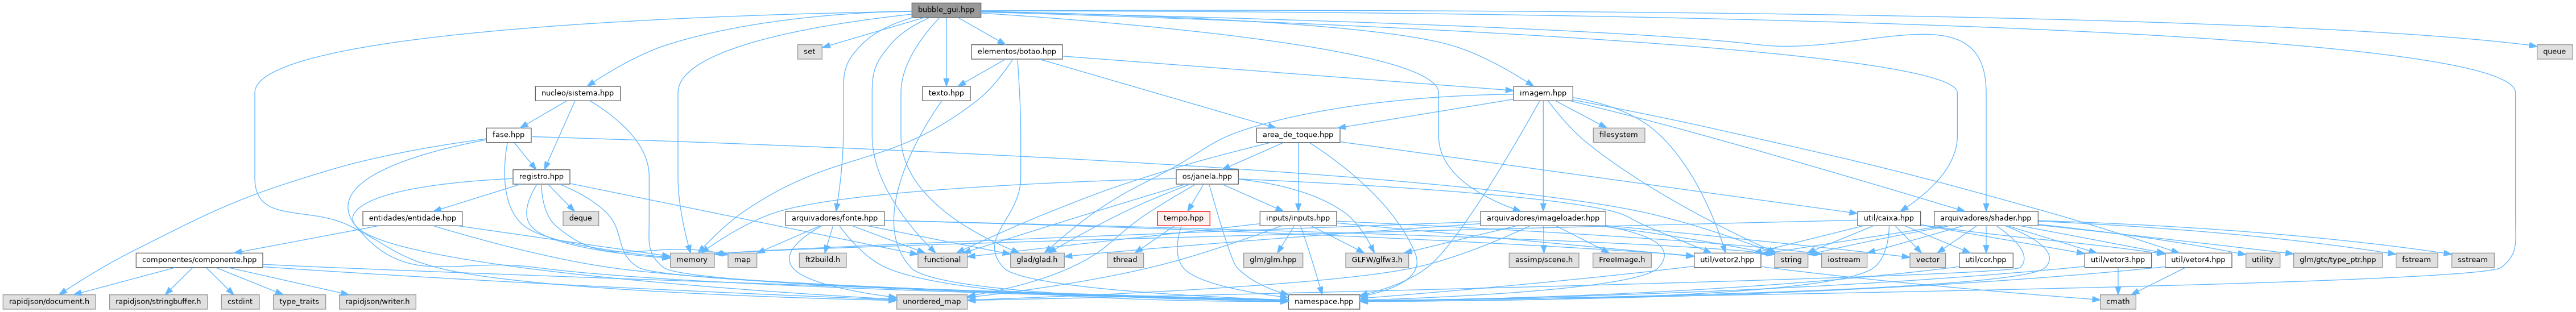 bubble_gui.hpp
set
elementos/botao.hpp
queue
nucleo/sistema.hpp
texto.hpp
imagem.hpp
fase.hpp
area_de_toque.hpp
filesystem
registro.hpp
os/janela.hpp
entidades/entidade.hpp
deque
arquivadores/fonte.hpp
tempo.hpp
inputs/inputs.hpp
arquivadores/imageloader.hpp
util/caixa.hpp
arquivadores/shader.hpp
componentes/componente.hpp
memory
map
ft2build.h
functional
glad/glad.h
thread
glm/glm.hpp
GLFW/glfw3.h
assimp/scene.h
FreeImage.h
util/vetor2.hpp
string
iostream
vector
util/cor.hpp
util/vetor3.hpp
util/vetor4.hpp
utility
glm/gtc/type_ptr.hpp
fstream
sstream
rapidjson/document.h
rapidjson/stringbuffer.h
cstdint
type_traits
rapidjson/writer.h
unordered_map
namespace.hpp
cmath